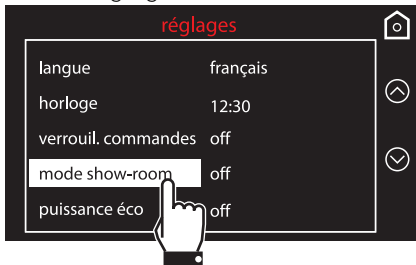 réglages
langue français
horloge 12:30
verrouil. commandes off
mode show-room off
puissance éco off